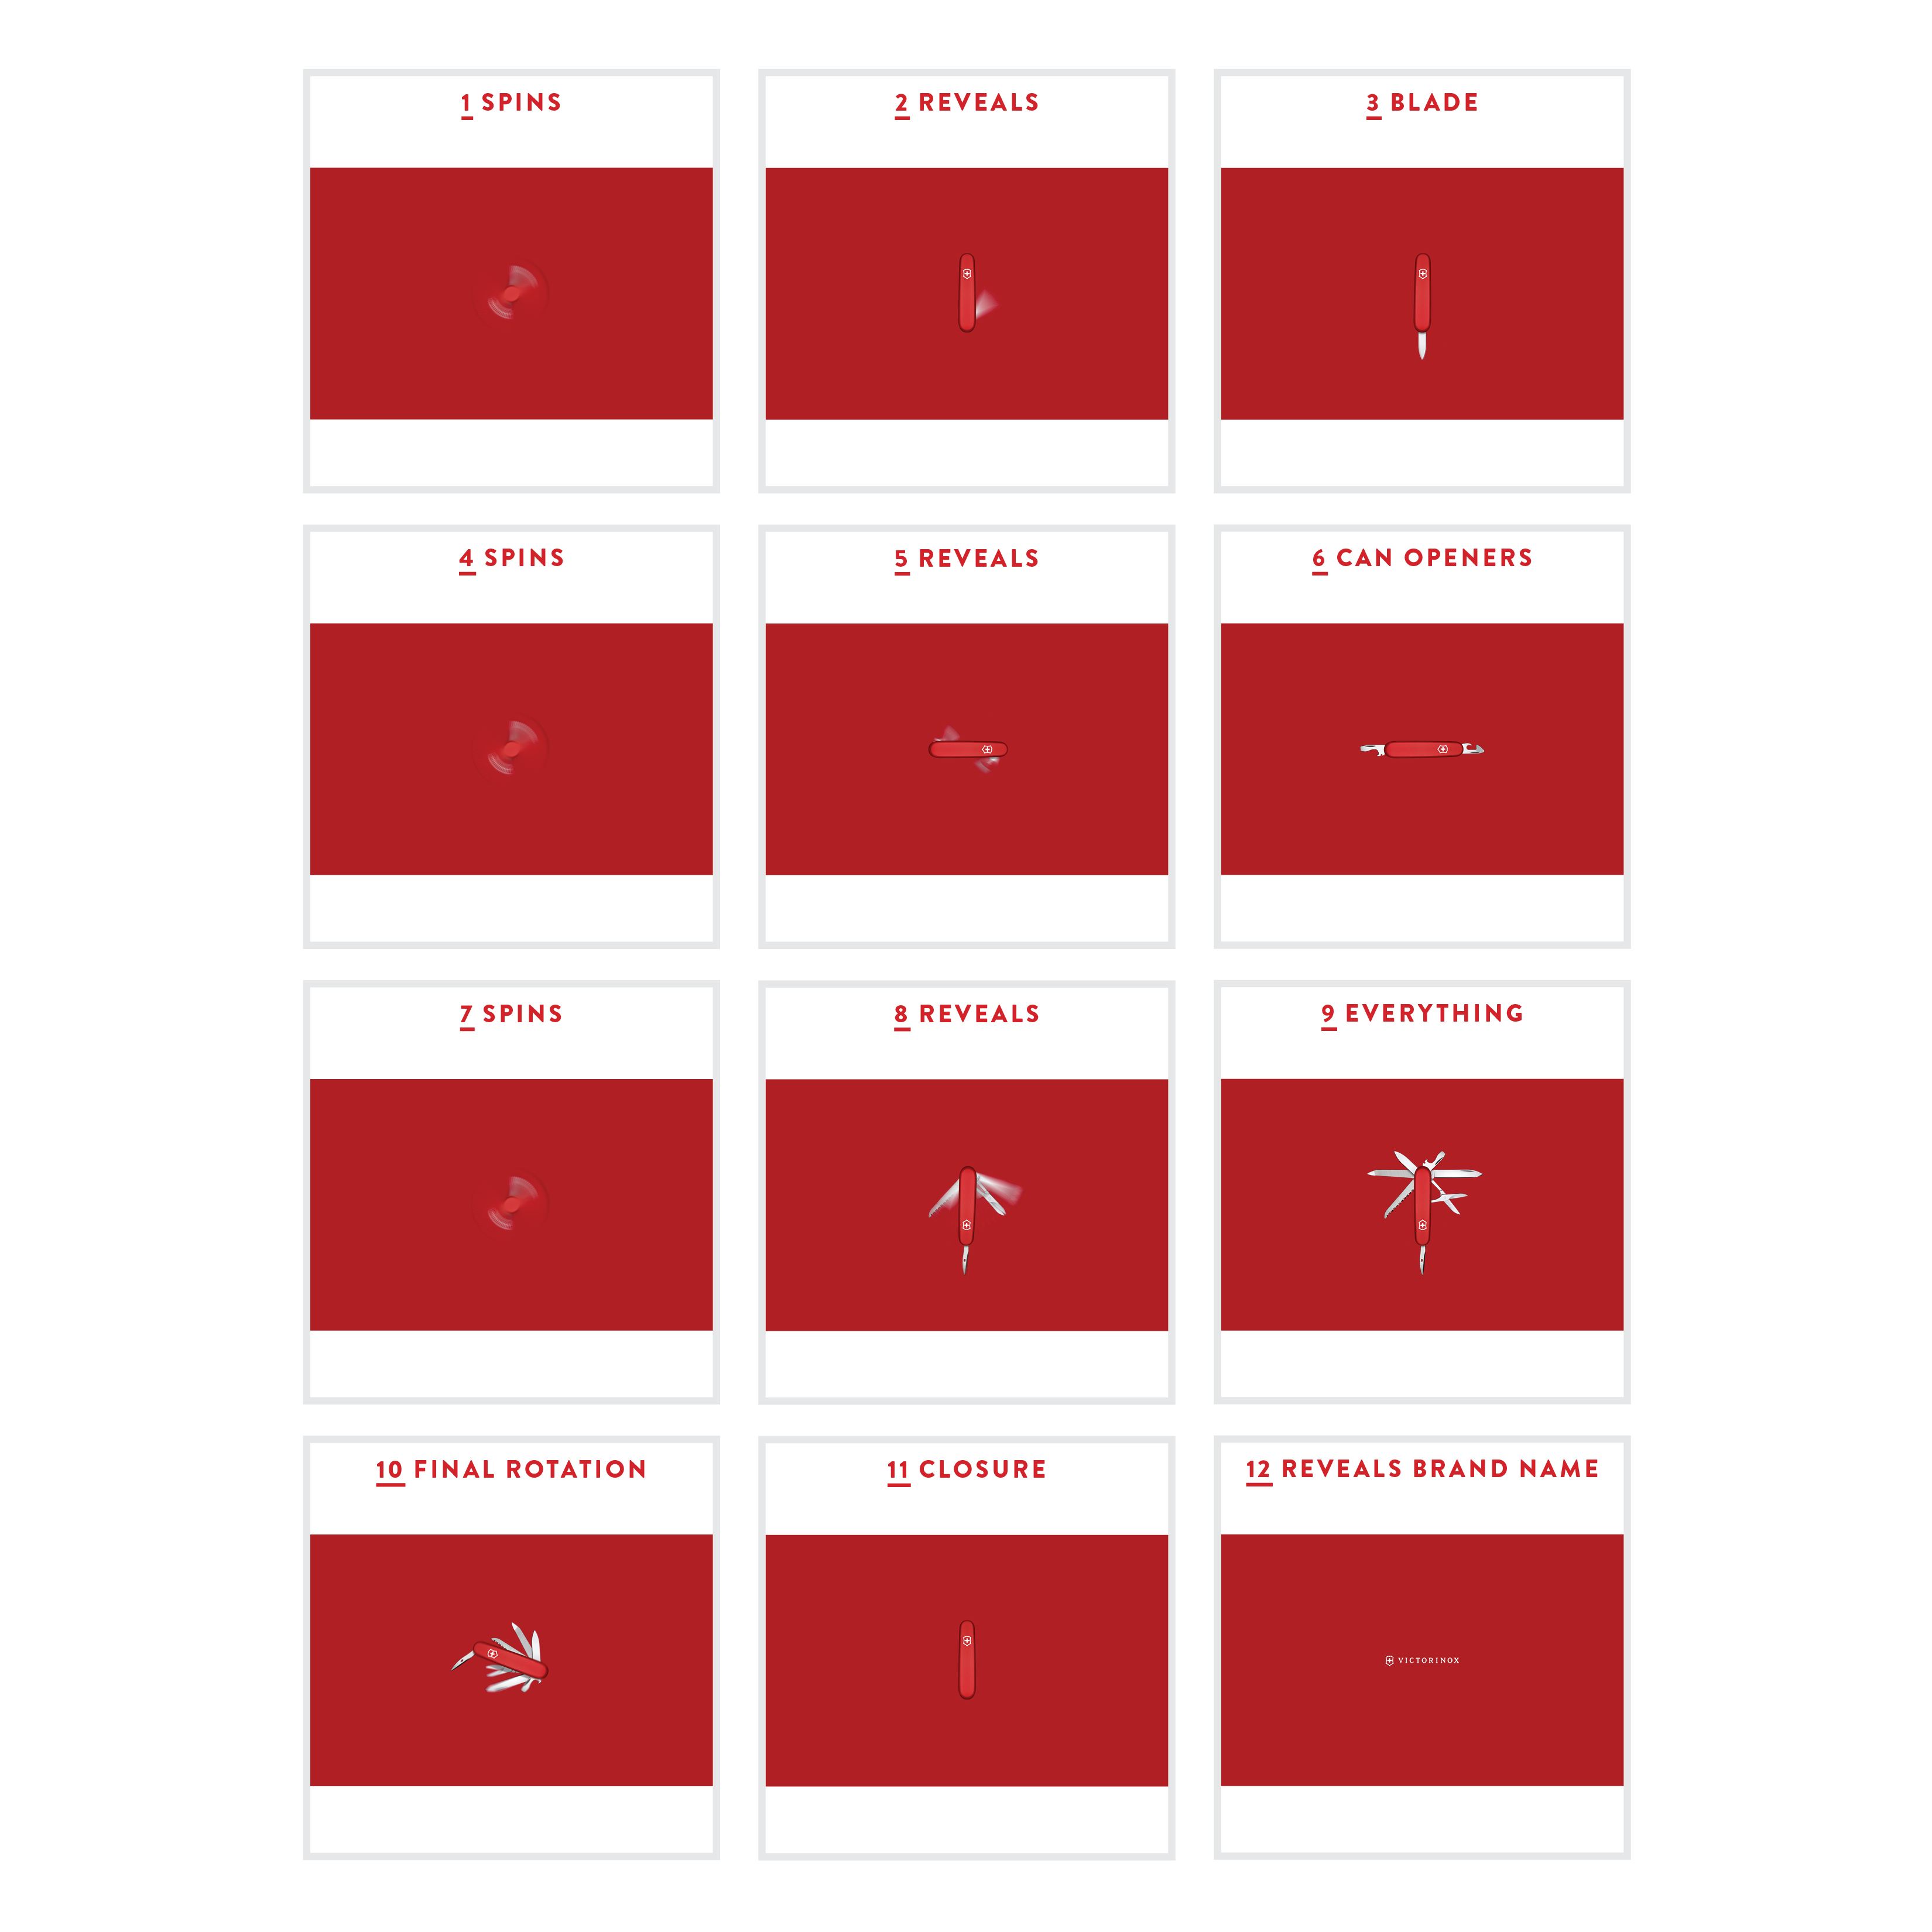 1 SPINS
2 REVEALS
3 BLADE
4 SPINS
5 REVEALS
6 CAN OPENERS
7 SPINS
8 REVEALS
9 EVERYTHING
10 FINAL ROTATION
11 CLOSURE
12 REVEALS BRAND NAME
VICTORINOX